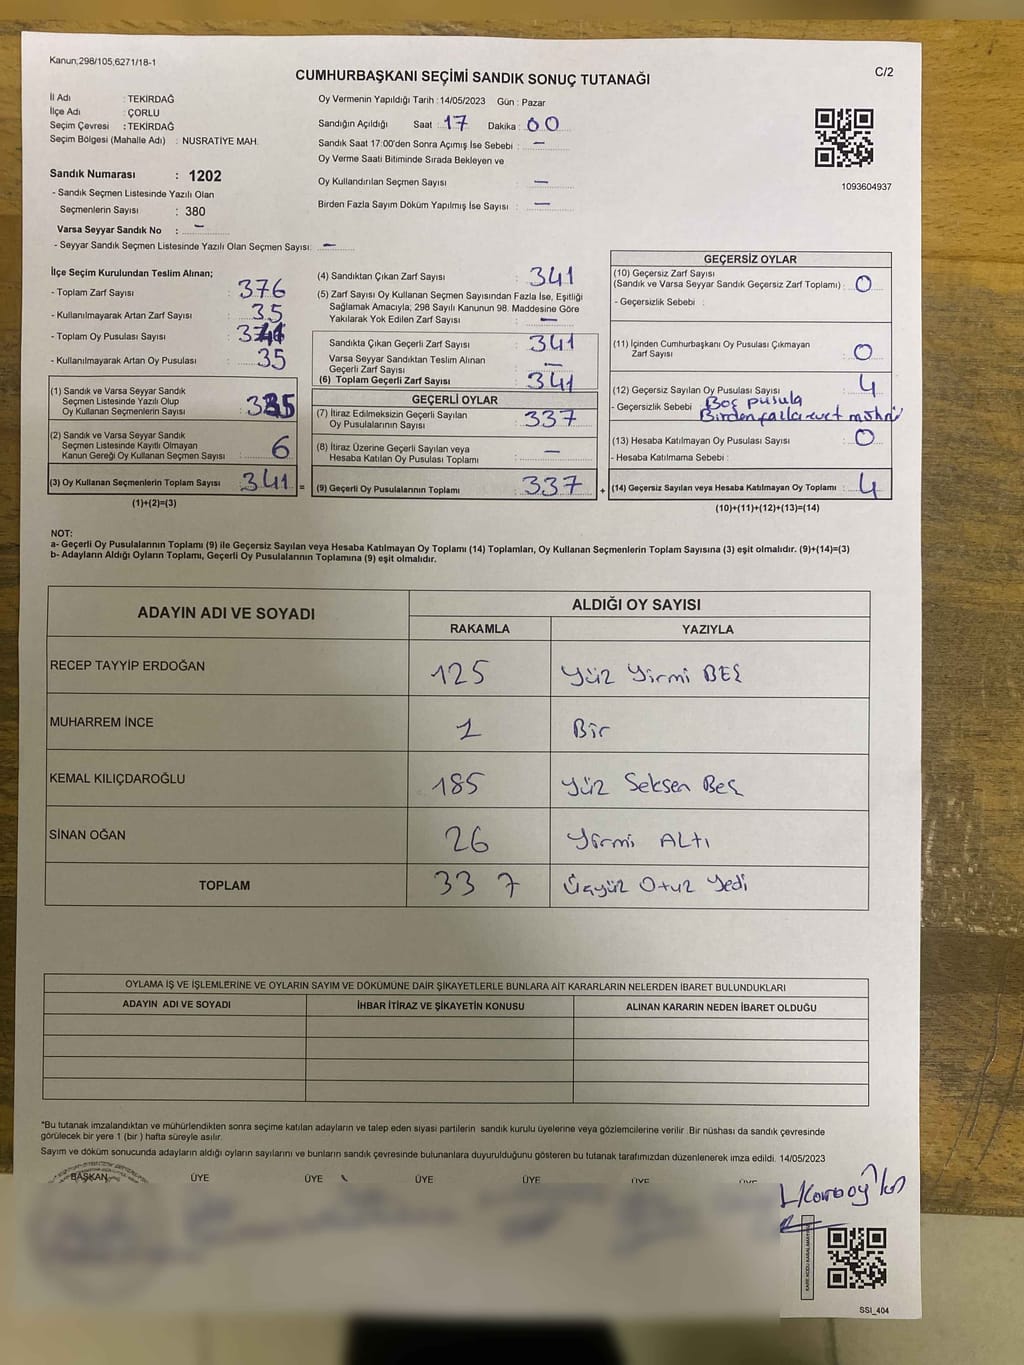 Kanun,298/105,6271/18-1
CUMHURBAŞKANI SEÇİMİ SANDIK SONUÇ TUTANAĞI
C/2
İl Adı : TEKİRDAĞ
İlçe Adı : ÇORLU
Seçim Çevresi : TEKİRDAĞ
Seçim Bölgesi (Mahalle Adı) : NUSRATİYE MAH.
Sandık Numarası : 1202
- Sandık Seçmen Listesinde Yazılı Olan
Seçmenlerin Sayısı : 380
Varsa Seyyar Sandık No : –
- Seyyar Sandık Seçmen Listesinde Yazılı Olan Seçmen Sayısı: –
Oy Vermenin Yapıldığı Tarih : 14/05/2023 Gün : Pazar
Sandığın Açıldığı Saat : 17 Dakika : 00
Sandık Saat 17:00'den Sonra Açımış İse Sebebi : –
Oy Verme Saati Bitiminde Sırada Bekleyen ve
Oy Kullandırılan Seçmen Sayısı –
Birden Fazla Sayım Döküm Yapılmış İse Sayısı : –
1093604937
İlçe Seçim Kurulundan Teslim Alınan;
- Toplam Zarf Sayısı : 376
- Kullanılmayarak Artan Zarf Sayısı : 35
- Toplam Oy Pusulası Sayısı :
- Kullanılmayarak Artan Oy Pusulası : 35
(1) Sandık ve Varsa Seyyar Sandık
Seçmen Listesinde Yazılı Olup
Oy Kullanan Seçmenlerin Sayısı :
(2) Sandık ve Varsa Seyyar Sandık
Seçmen Listesinde Kayıtlı Olmayan
Kanun Gereği Oy Kullanan Seçmen Sayısı : 6
(3) Oy Kullanan Seçmenlerin Toplam Sayısı : 341 =
(1)+(2)=(3)
(4) Sandıktan Çıkan Zarf Sayısı : 341
(5) Zarf Sayısı Oy Kullanan Seçmen Sayısından Fazla İse, Eşitliği
Sağlamak Amacıyla, 298 Sayılı Kanunun 98. Maddesine Göre
Yakılarak Yok Edilen Zarf Sayısı : –
Sandıkta Çıkan Geçerli Zarf Sayısı : 341
Varsa Seyyar Sandıktan Teslim Alınan
Geçerli Zarf Sayısı : –
(6) Toplam Geçerli Zarf Sayısı : 341
GEÇERLİ OYLAR
(7) İtiraz Edilmeksizin Geçerli Sayılan
Oy Pusulalarının Sayısı : 337
(8) İtiraz Üzerine Geçerli Sayılan veya
Hesaba Katılan Oy Pusulası Toplamı : –
(9) Geçerli Oy Pusulalarının Toplamı : 337 +
GEÇERSİZ OYLAR
(10) Geçersiz Zarf Sayısı
(Sandık ve Varsa Seyyar Sandık Geçersiz Zarf Toplamı) : 0
- Geçersizlik Sebebi :
(11) İçinden Cumhurbaşkanı Oy Pusulası Çıkmayan
Zarf Sayısı : 0
(12) Geçersiz Sayılan Oy Pusulası Sayısı : 4
- Geçersizlik Sebebi Boş pusula
Birden fazla evet mührü
(13) Hesaba Katılmayan Oy Pusulası Sayısı : 0
- Hesaba Katılmama Sebebi :
(14) Geçersiz Sayılan veya Hesaba Katılmayan Oy Toplamı : 4
(10)+(11)+(12)+(13)=(14)
NOT:
a- Geçerli Oy Pusulalarının Toplamı (9) ile Geçersiz Sayılan veya Hesaba Katılmayan Oy Toplamı (14) Toplamları, Oy Kullanan Seçmenlerin Toplam Sayısına (3) eşit olmalıdır. (9)+(14)=(3)
b- Adayların Aldığı Oyların Toplamı, Geçerli Oy Pusulalarının Toplamına (9) eşit olmalıdır.
ADAYIN ADI VE SOYADI
ALDIĞI OY SAYISI
RAKAMLA YAZIYLA
RECEP TAYYİP ERDOĞAN 125 Yüz Yirmi BEŞ
MUHARREM İNCE 1 Bir
KEMAL KILIÇDAROĞLU 185 Yüz Seksen Beş
SİNAN OĞAN 26 Yirmi ALTI
TOPLAM 337 Üçyüz Otuz Yedi
OYLAMA İŞ VE İŞLEMLERİNE VE OYLARIN SAYIM VE DÖKÜMÜNE DAİR ŞİKAYETLERLE BUNLARA AİT KARARLARIN NELERDEN İBARET BULUNDUKLARI
ADAYIN ADI VE SOYADI İHBAR İTİRAZ VE ŞİKAYETİN KONUSU ALINAN KARARIN NEDEN İBARET OLDUĞU
*Bu tutanak imzalandıktan ve mühürlendikten sonra seçime katılan adayların ve talep eden siyasi partilerin sandık kurulu üyelerine veya gözlemcilerine verilir .Bir nüshası da sandık çevresinde
görülecek bir yere 1 (bir ) hafta süreyle asılır.
Sayım ve döküm sonucunda adayların aldığı oyların sayılarını ve bunların sandık çevresinde bulunanlara duyurulduğunu gösteren bu tutanak tarafımızdan düzenlenerek imza edildi. 14/05/2023
BAŞKAN ÜYE ÜYE ÜYE ÜYE ÜYE ÜYE
SSI_404